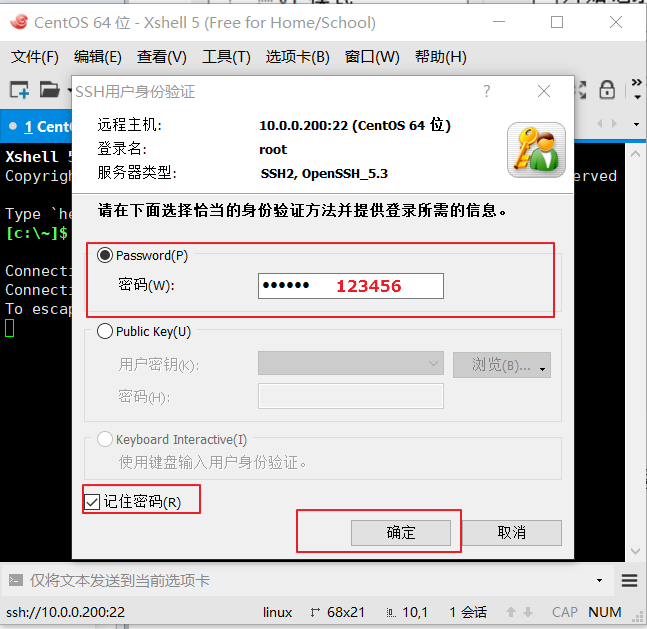 CentOS 64 位 - Xshell 5 (Free for Home/School)
文件(F) 编辑(E) 查看(V) 工具(T) 选项卡(B) 窗口(W) 帮助(H)
SSH用户身份验证
远程主机: 10.0.0.200:22 (CentOS 64 位)
登录名: root
服务器类型: SSH2, OpenSSH_5.3
请在下面选择恰当的身份验证方法并提供登录所需的信息。
Password(P)
密码(W): •••••• 123456
Public Key(U)
用户密钥(K): 浏览(B)...
密码(H):
Keyboard Interactive(I)
使用键盘输入用户身份验证。
记住密码(R)
确定 取消
1 Cent
Xshell 5
Copyrigh erved
Type `he
[c:\~]$
Connecti
Connecti
To escap
仅将文本发送到当前选项卡
ssh://10.0.0.200:22 linux 68x21 10,1 1 会话 CAP NUM